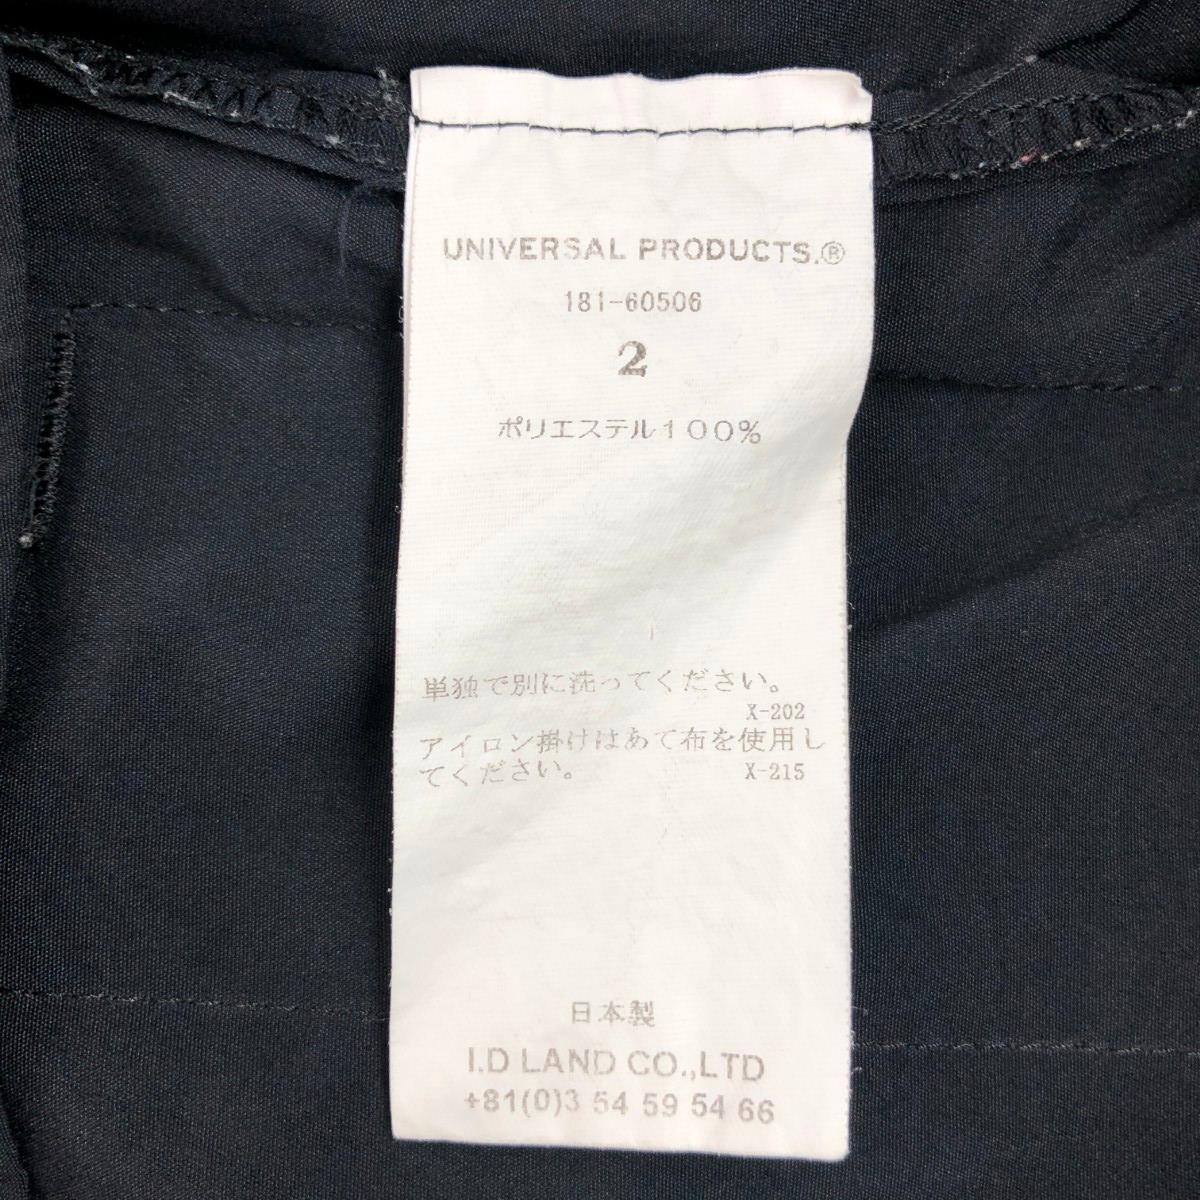 UNIVERSAL PRODUCTS.®
181-60506
2
ポリエステル100%
単独で別に洗ってください。
X-202
アイロン掛けはあて布を使用し
てください。 X-215
日本製
I.D LAND CO.,LTD
+81(0)3 54 59 54 66